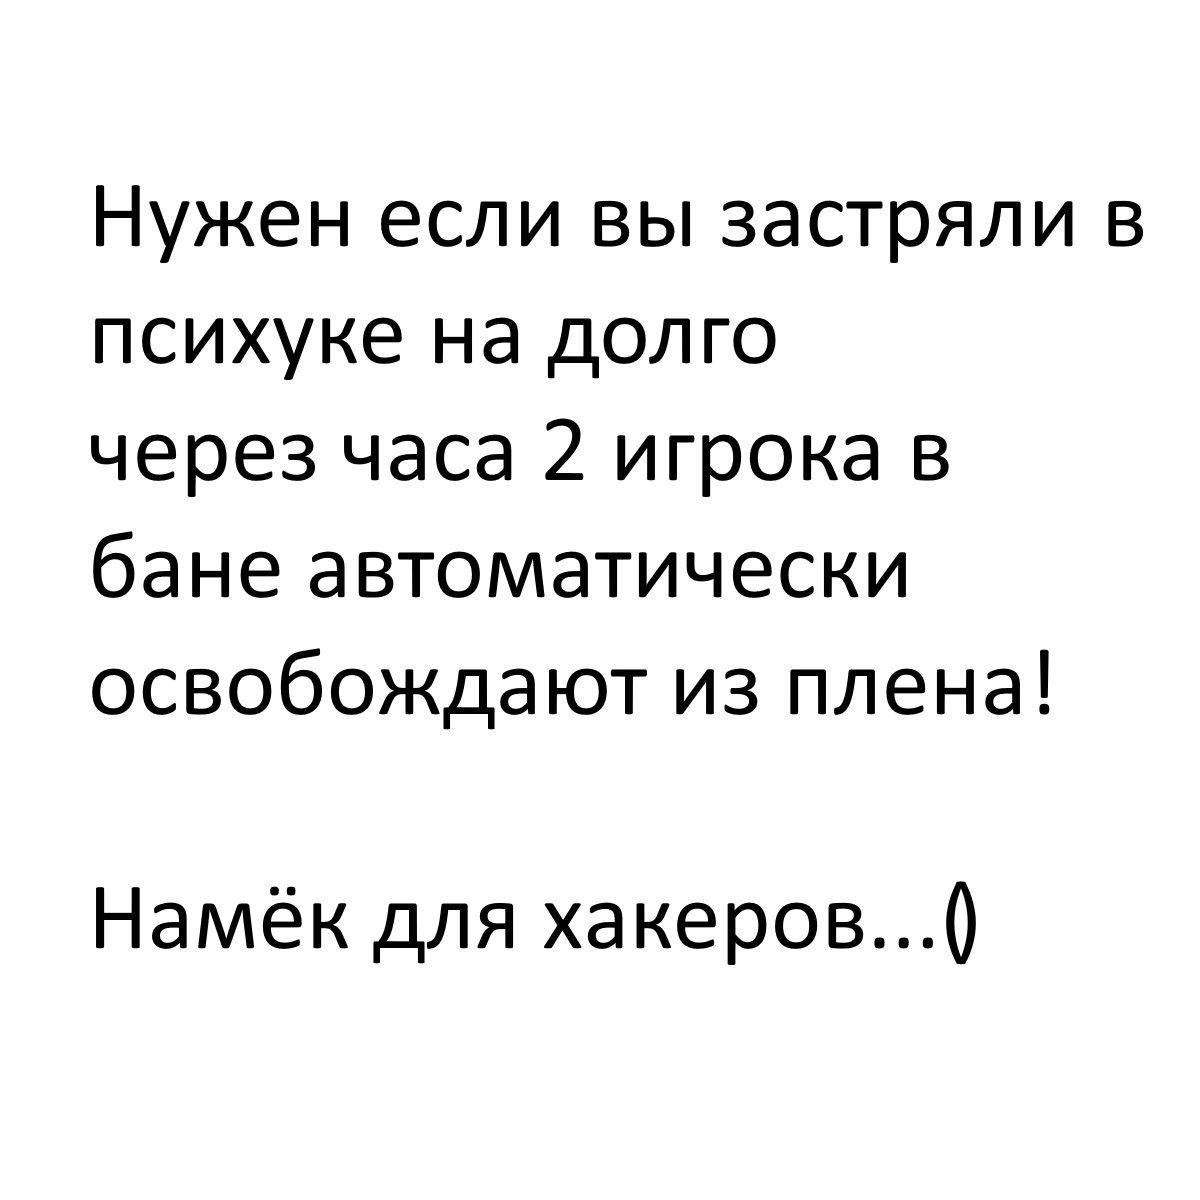 Нужен если вы застряли в
психуке на долго
через часа 2 игрока в
бане автоматически
освобождают из плена!
Намёк для хакеров...()